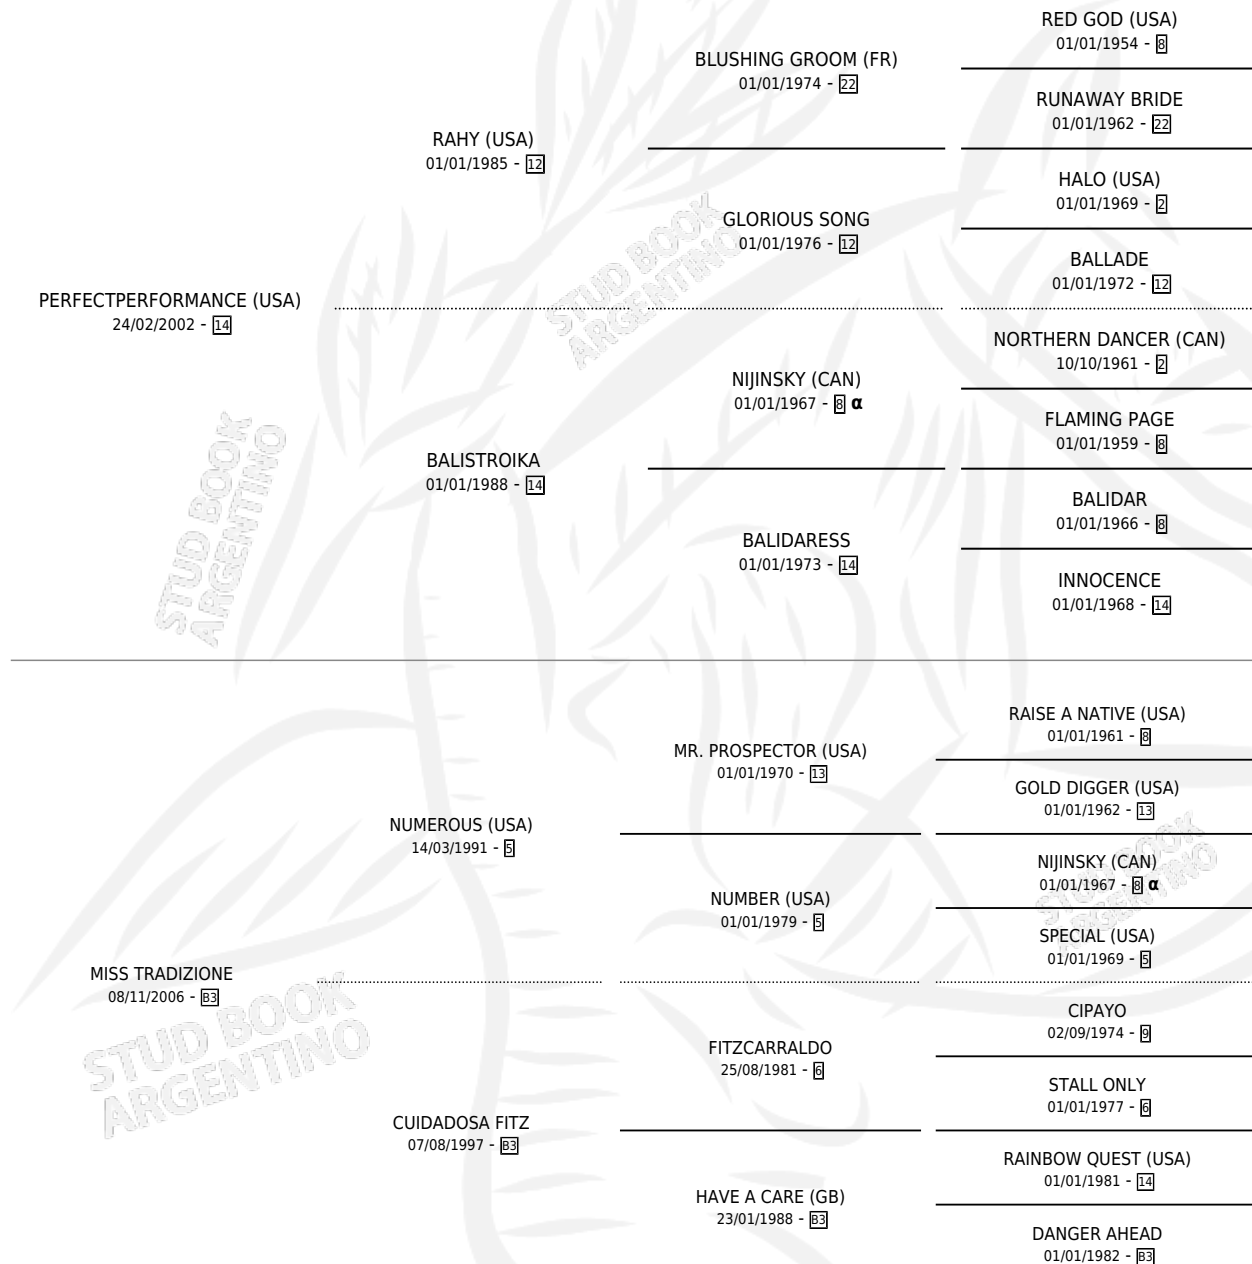 RED GOD (USA)
01/01/1954 - 8
BLUSHING GROOM (FR)
01/01/1974 - 22
RUNAWAY BRIDE
01/01/1962 - 22
RAHY (USA)
01/01/1985 - 12
HALO (USA)
01/01/1969 - 2
GLORIOUS SONG
01/01/1976 - 12
BALLADE
01/01/1972 - 12
PERFECTPERFORMANCE (USA)
24/02/2002 - 14
NORTHERN DANCER (CAN)
10/10/1961 - 2
NIJINSKY (CAN)
01/01/1967 - 8 α
FLAMING PAGE
01/01/1959 - 8
BALISTROIKA
01/01/1988 - 14
BALIDAR
01/01/1966 - 8
BALIDARESS
01/01/1973 - 14
INNOCENCE
01/01/1968 - 14
RAISE A NATIVE (USA)
01/01/1961 - 8
MR. PROSPECTOR (USA)
01/01/1970 - 13
GOLD DIGGER (USA)
01/01/1962 - 13
NUMEROUS (USA)
14/03/1991 - 5
NIJINSKY (CAN)
01/01/1967 - 8 α
NUMBER (USA)
01/01/1979 - 5
SPECIAL (USA)
01/01/1969 - 5
MISS TRADIZIONE
08/11/2006 - B3
CIPAYO
02/09/1974 - 9
FITZCARRALDO
25/08/1981 - 6
STALL ONLY
01/01/1977 - 6
CUIDADOSA FITZ
07/08/1997 - B3
RAINBOW QUEST (USA)
01/01/1981 - 14
HAVE A CARE (GB)
23/01/1988 - B3
DANGER AHEAD
01/01/1982 - B3
STUD BOOK
ARGENTINO
STUD BOOK
ARGENTINO
STUD BOOK
ARGENTINO
STUD BOOK
ARGENTINO